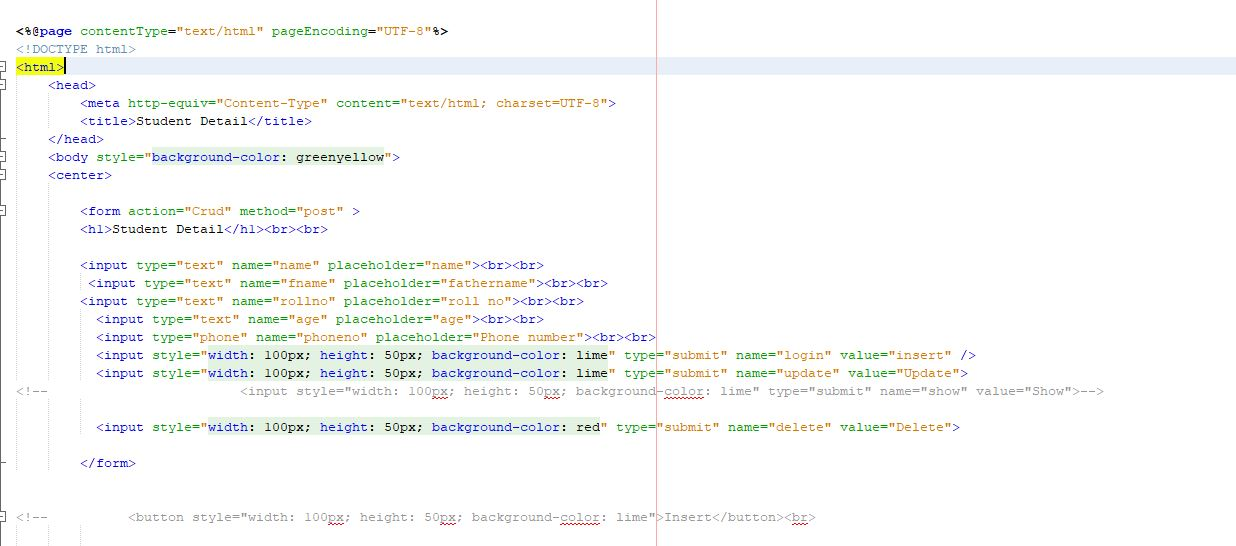 <%@page contentType="text/html" pageEncoding="UTF-8"%>
<!DOCTYPE html>
<html>
<head>
<meta http-equiv="Content-Type" content="text/html; charset=UTF-8">
<title>Student Detail</title>
</head>
<body style="background-color: greenyellow">
<center>
<form action="Crud" method="post" >
<h1>Student Detail</h1><br><br>
<input type="text" name="name" placeholder="name"><br><br>
<input type="text" name="fname" placeholder="fathername"><br><br>
<input type="text" name="rollno" placeholder="roll no"><br><br>
<input type="text" name="age" placeholder="age"><br><br>
<input type="phone" name="phoneno" placeholder="Phone number"><br><br>
<input style="width: 100px; height: 50px; background-color: lime" type="submit" name="login" value="insert" />
<input style="width: 100px; height: 50px; background-color: lime" type="submit" name="update" value="Update">
<!-- <input style="width: 100px; height: 50px; background-color: lime" type="submit" name="show" value="Show">-->
<input style="width: 100px; height: 50px; background-color: red" type="submit" name="delete" value="Delete">
</form>
<!-- <button style="width: 100px; height: 50px; background-color: lime">Insert</button><br>